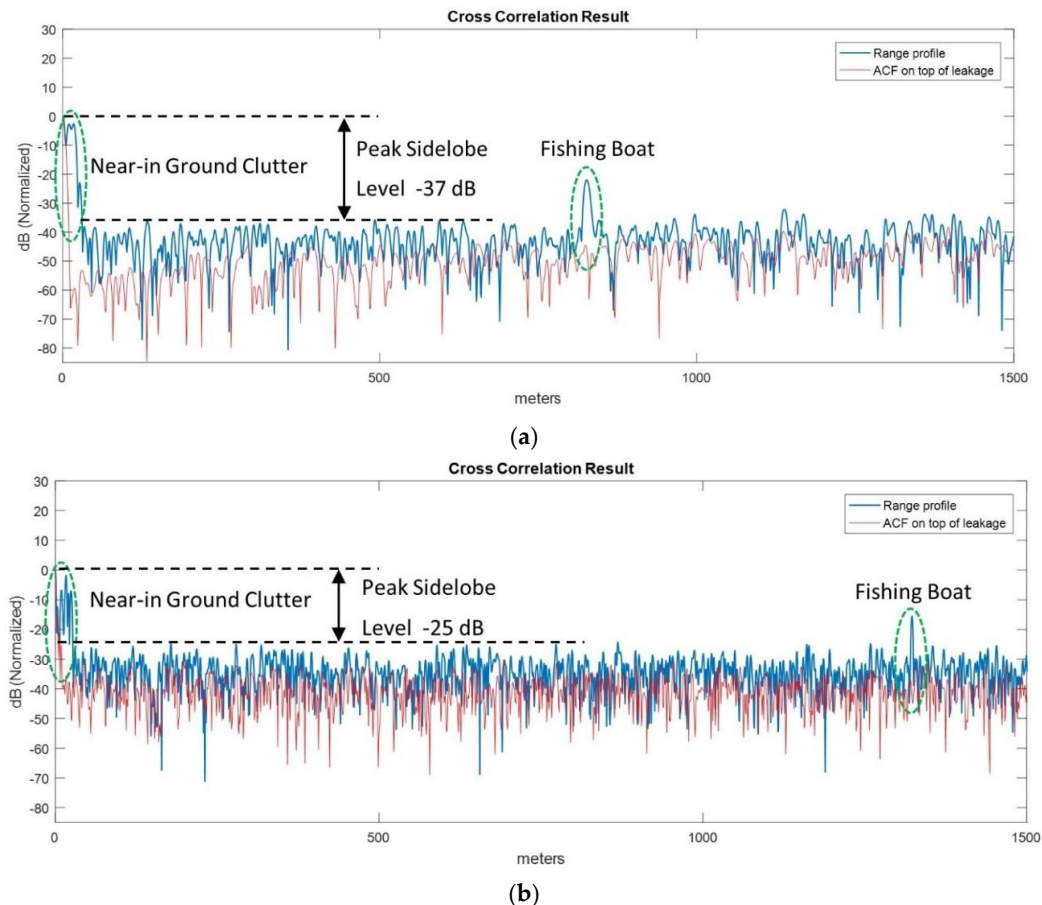 Cross Correlation Result
30
20
10
0
-10
-20
-30
-40
-50
-60
-70
-80
dB (Normalized)
Range profile
ACF on top of leakage
Near-in Ground Clutter
Peak Sidelobe
Level -37 dB
Fishing Boat
0
500
1000
1500
meters
(a)
Cross Correlation Result
30
20
10
0
-10
-20
-30
-40
-50
-60
-70
-80
dB (Normalized)
Range profile
ACF on top of leakage
Near-in Ground Clutter
Peak Sidelobe
Level -25 dB
Fishing Boat
0
500
1000
1500
meters
(b)